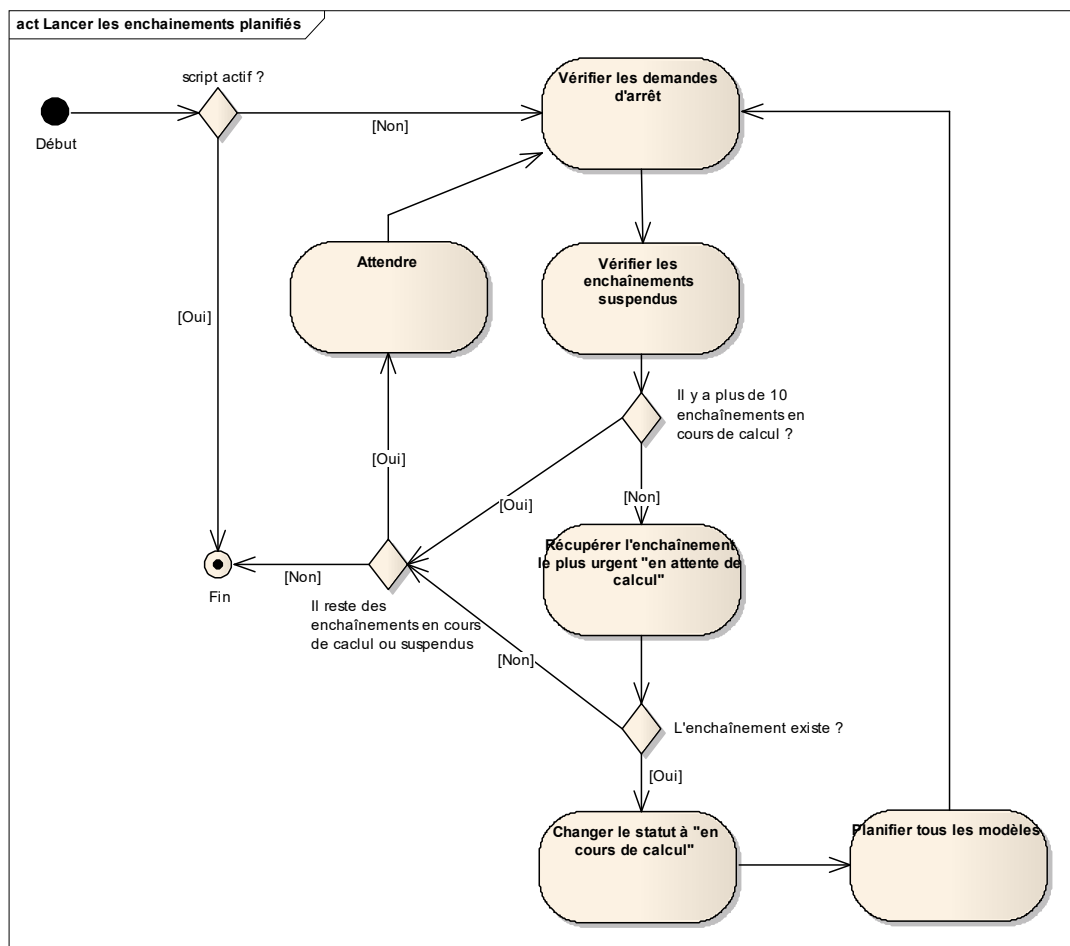 act Lancer les enchainements planifiés
script actif ?
Début
[Non]
Vérifier les demandes
d'arrêt
Attendre
Vérifier les
enchaînements
suspendus
[Oui]
Il y a plus de 10
enchaînements en
cours de calcul ?
[Oui]
[Oui]
[Non]
Récupérer l'enchaînement
le plus urgent "en attente de
calcul"
[Non]
Fin
Il reste des
enchaînements en cours
de caclul ou suspendus
[Non]
L'enchaînement existe ?
[Oui]
Changer le statut à "en
cours de calcul"
Planifier tous les modèles